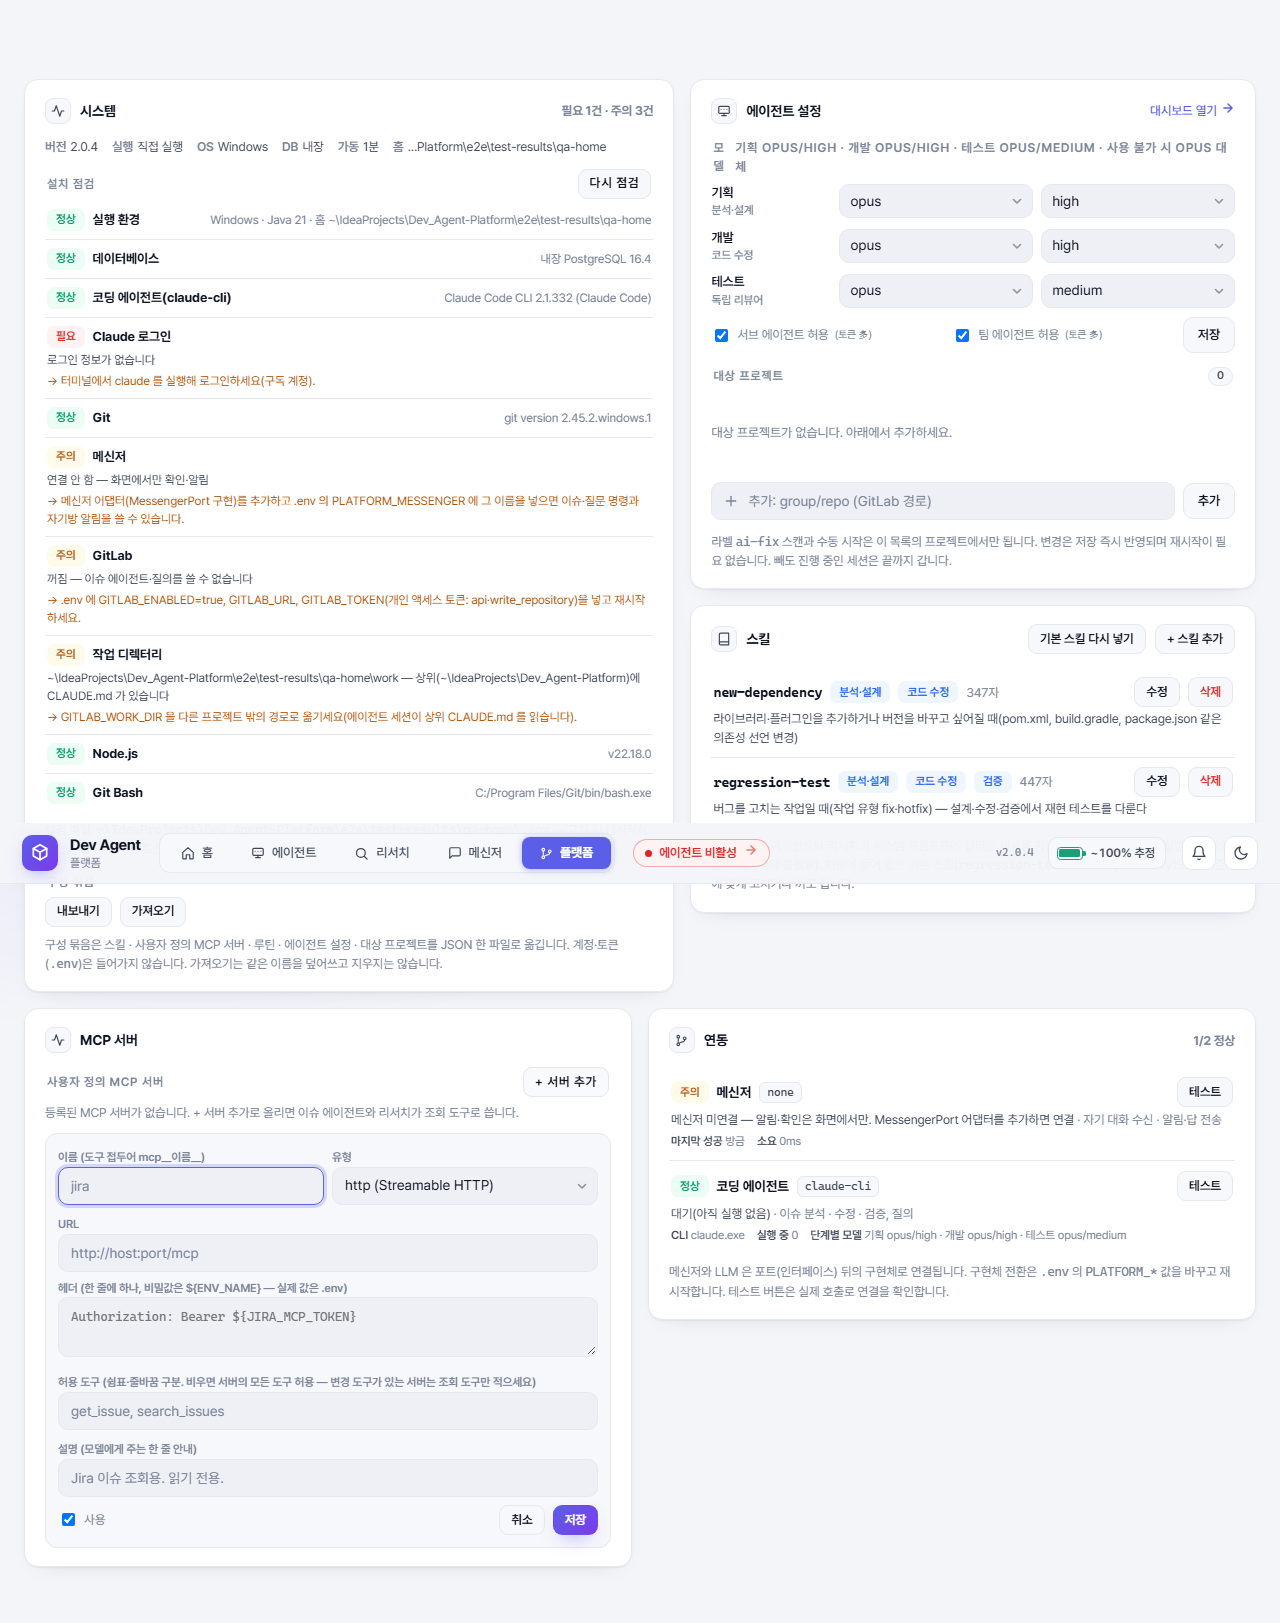 시스템
필요 1건 · 주의 3건
버전 2.0.4 실행 직접 실행 OS Windows DB 내장 가동 1분 홈 ...Platform\e2e\test-results\qa-home
설치 점검
다시 점검
정상 실행 환경 Windows · Java 21 · 홈 ~\IdeaProjects\Dev_Agent-Platform\e2e\test-results\qa-home
정상 데이터베이스 내장 PostgreSQL 16.4
정상 코딩 에이전트(claude-cli) Claude Code CLI 2.1.332 (Claude Code)
필요 Claude 로그인
로그인 정보가 없습니다
→ 터미널에서 claude 를 실행해 로그인하세요(구독 계정).
정상 Git git version 2.45.2.windows.1
주의 메신저
연결 안 함 — 화면에서만 확인·알림
→ 메신저 어댑터(MessengerPort 구현)를 추가하고 .env 의 PLATFORM_MESSENGER 에 그 이름을 넣으면 이슈·질문 명령과
자기방 알림을 쓸 수 있습니다.
주의 GitLab
꺼짐 — 이슈 에이전트·질의를 쓸 수 없습니다
→ .env 에 GITLAB_ENABLED=true, GITLAB_URL, GITLAB_TOKEN(개인 액세스 토큰: api·write_repository)을 넣고 재시작
하세요.
주의 작업 디렉터리
~\IdeaProjects\Dev_Agent-Platform\e2e\test-results\qa-home\work — 상위(~\IdeaProjects\Dev_Agent-Platform)에
CLAUDE.md 가 있습니다
→ GITLAB_WORK_DIR 을 다른 프로젝트 밖의 경로로 옮기세요(에이전트 세션이 상위 CLAUDE.md 를 읽습니다).
정상 Node.js v22.18.0
정상 Git Bash C:/Program Files/Git/bin/bash.exe
에이전트 설정
대시보드 열기 →
모델 기획 OPUS/HIGH · 개발 OPUS/HIGH · 테스트 OPUS/MEDIUM · 사용 불가 시 OPUS 대체
기획 opus high
분석·설계
개발 opus high
코드 수정
테스트 opus medium
독립 리뷰어
서브 에이전트 허용 (토큰 多) 팀 에이전트 허용 (토큰 多) 저장
대상 프로젝트 0
대상 프로젝트가 없습니다. 아래에서 추가하세요.
추가: group/repo (GitLab 경로) 추가
라벨 ai-fix 스캔과 수동 시작은 이 목록의 프로젝트에서만 됩니다. 변경은 저장 즉시 반영되며 재시작이 필
요 없습니다. 빼도 진행 중인 세션은 끝까지 갑니다.
스킬 기본 스킬 다시 넣기 + 스킬 추가
new-dependency 분석·설계 코드 수정 347자 수정 삭제
라이브러리·플러그인을 추가하거나 버전을 바꾸고 싶어질 때(pom.xml, build.gradle, package.json 같은
의존성 선언 변경)
regression-test 분석·설계 코드 수정 검증 447자 수정 삭제
버그를 고치는 작업일 때(작업 유형 fix·hotfix) — 설계·수정·검증에서 재현 테스트를 다룬다
Dev Agent
플랫폼
홈 에이전트 리서치 메신저 플랫폼 에이전트 비활성 → v2.0.4 ~100% 추정
내보내기 가져오기
구성 묶음은 스킬 · 사용자 정의 MCP 서버 · 루틴 · 에이전트 설정 · 대상 프로젝트를 JSON 한 파일로 옮깁니다. 계정·토큰
(.env)은 들어가지 않습니다. 가져오기는 같은 이름을 덮어쓰고 지우지는 않습니다.
MCP 서버
사용자 정의 MCP 서버 + 서버 추가
등록된 MCP 서버가 없습니다. + 서버 추가로 올리면 이슈 에이전트와 리서치가 조회 도구로 씁니다.
이름 (도구 접두어 mcp__이름__) 유형
jira http (Streamable HTTP)
URL
http://host:port/mcp
헤더 (한 줄에 하나, 비밀값은 ${ENV_NAME} — 실제 값은 .env)
Authorization: Bearer ${JIRA_MCP_TOKEN}
허용 도구 (쉼표·줄바꿈 구분. 비우면 서버의 모든 도구 허용 — 변경 도구가 있는 서버는 조회 도구만 적으세요)
get_issue, search_issues
설명 (모델에게 주는 한 줄 안내)
Jira 이슈 조회용. 읽기 전용.
사용 취소 저장
연동 1/2 정상
주의 메신저 none 테스트
메신저 미연결 — 알림·확인은 화면에서만. MessengerPort 어댑터를 추가하면 연결 · 자기 대화 수신 · 알림·답 전송
마지막 성공 방금 소요 0ms
정상 코딩 에이전트 claude-cli 테스트
대기(아직 실행 없음) · 이슈 분석 · 수정 · 검증, 질의
CLI claude.exe 실행 중 0 단계별 모델 기획 opus/high · 개발 opus/high · 테스트 opus/medium
메신저와 LLM 은 포트(인터페이스) 뒤의 구현체로 연결됩니다. 구현체 전환은 .env 의 PLATFORM_* 값을 바꾸고 재
시작합니다. 테스트 버튼은 실제 호출로 연결을 확인합니다.